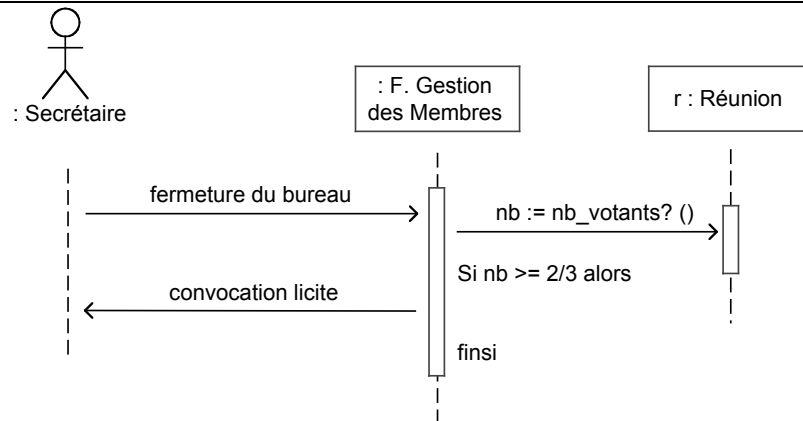 : Secrétaire
: F. Gestion
des Membres
r : Réunion
fermeture du bureau
nb := nb_votants? ()
Si nb >= 2/3 alors
convocation licite
finsi